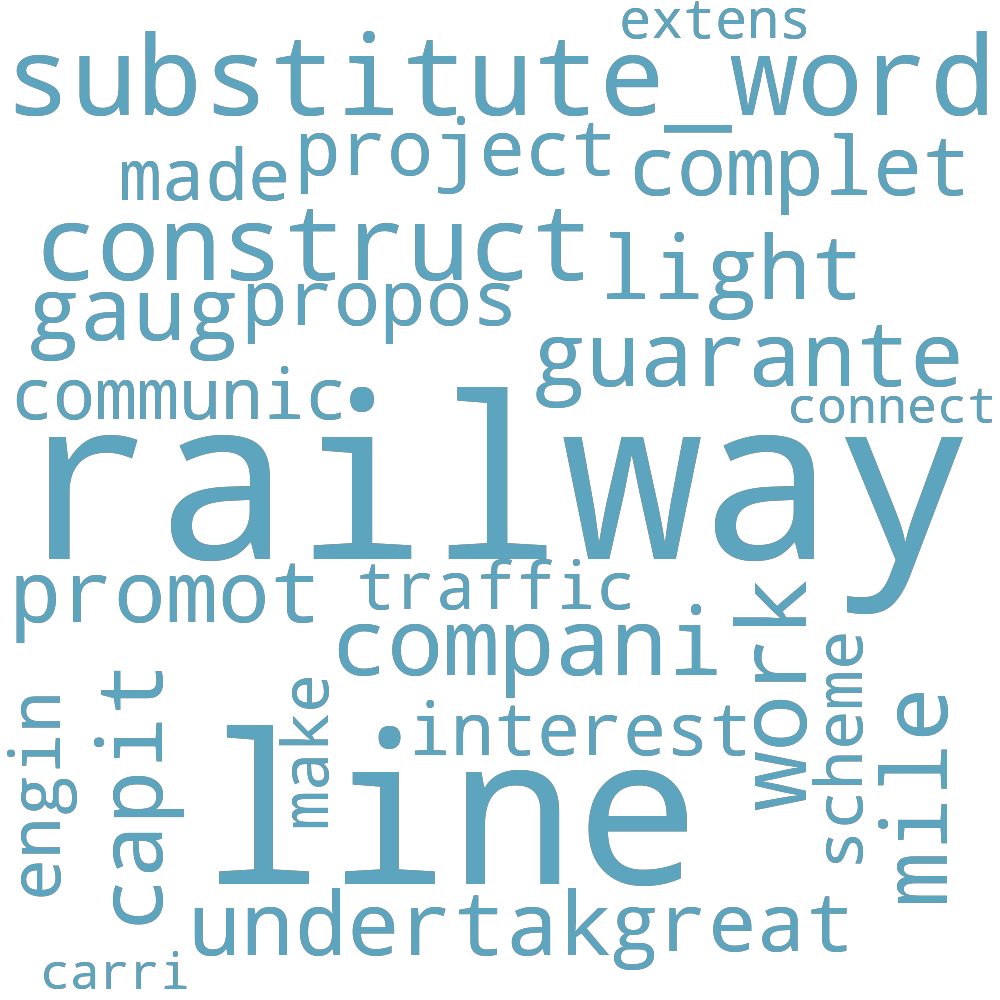 extens
substitute_word
project
made
complet
construct
light
gaug
propos
guarante
communic
connect
railway
promot
traffic
work
compani
scheme
capit
make
engin
interest
mile
line
undertak
great
carri